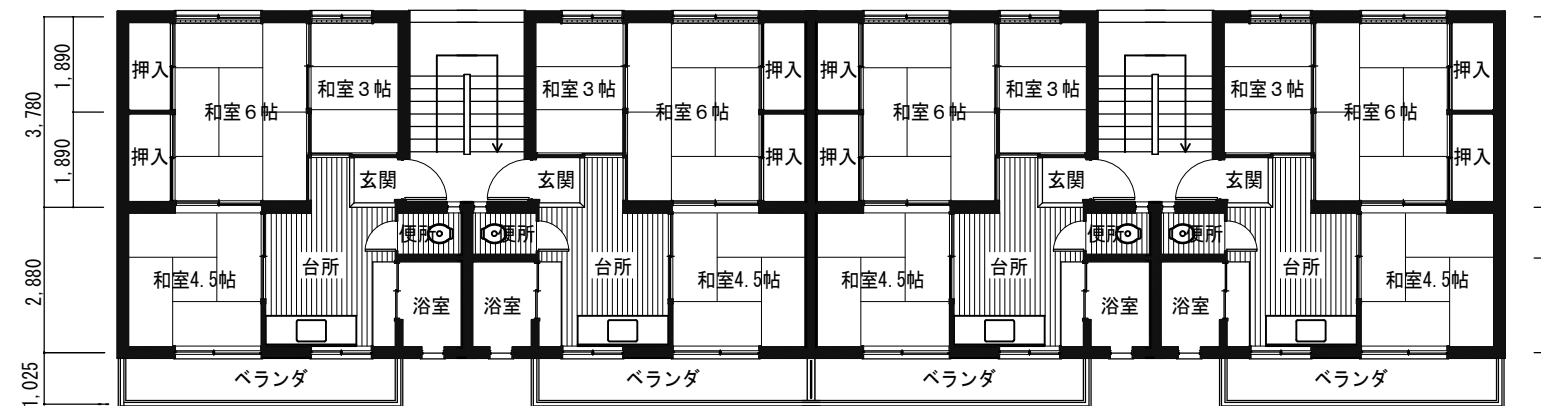 1,890
3,780
1,890
2,880
1,025
押入
和室6帖
和室3帖
押入
玄関
便所
台所
和室4.5帖
浴室
ベランダ
和室3帖
和室6帖
押入
押入
玄関
便所
台所
和室4.5帖
浴室
ベランダ
押入
和室6帖
和室3帖
押入
玄関
便所
台所
和室4.5帖
浴室
ベランダ
和室3帖
和室6帖
押入
押入
玄関
便所
台所
和室4.5帖
浴室
ベランダ